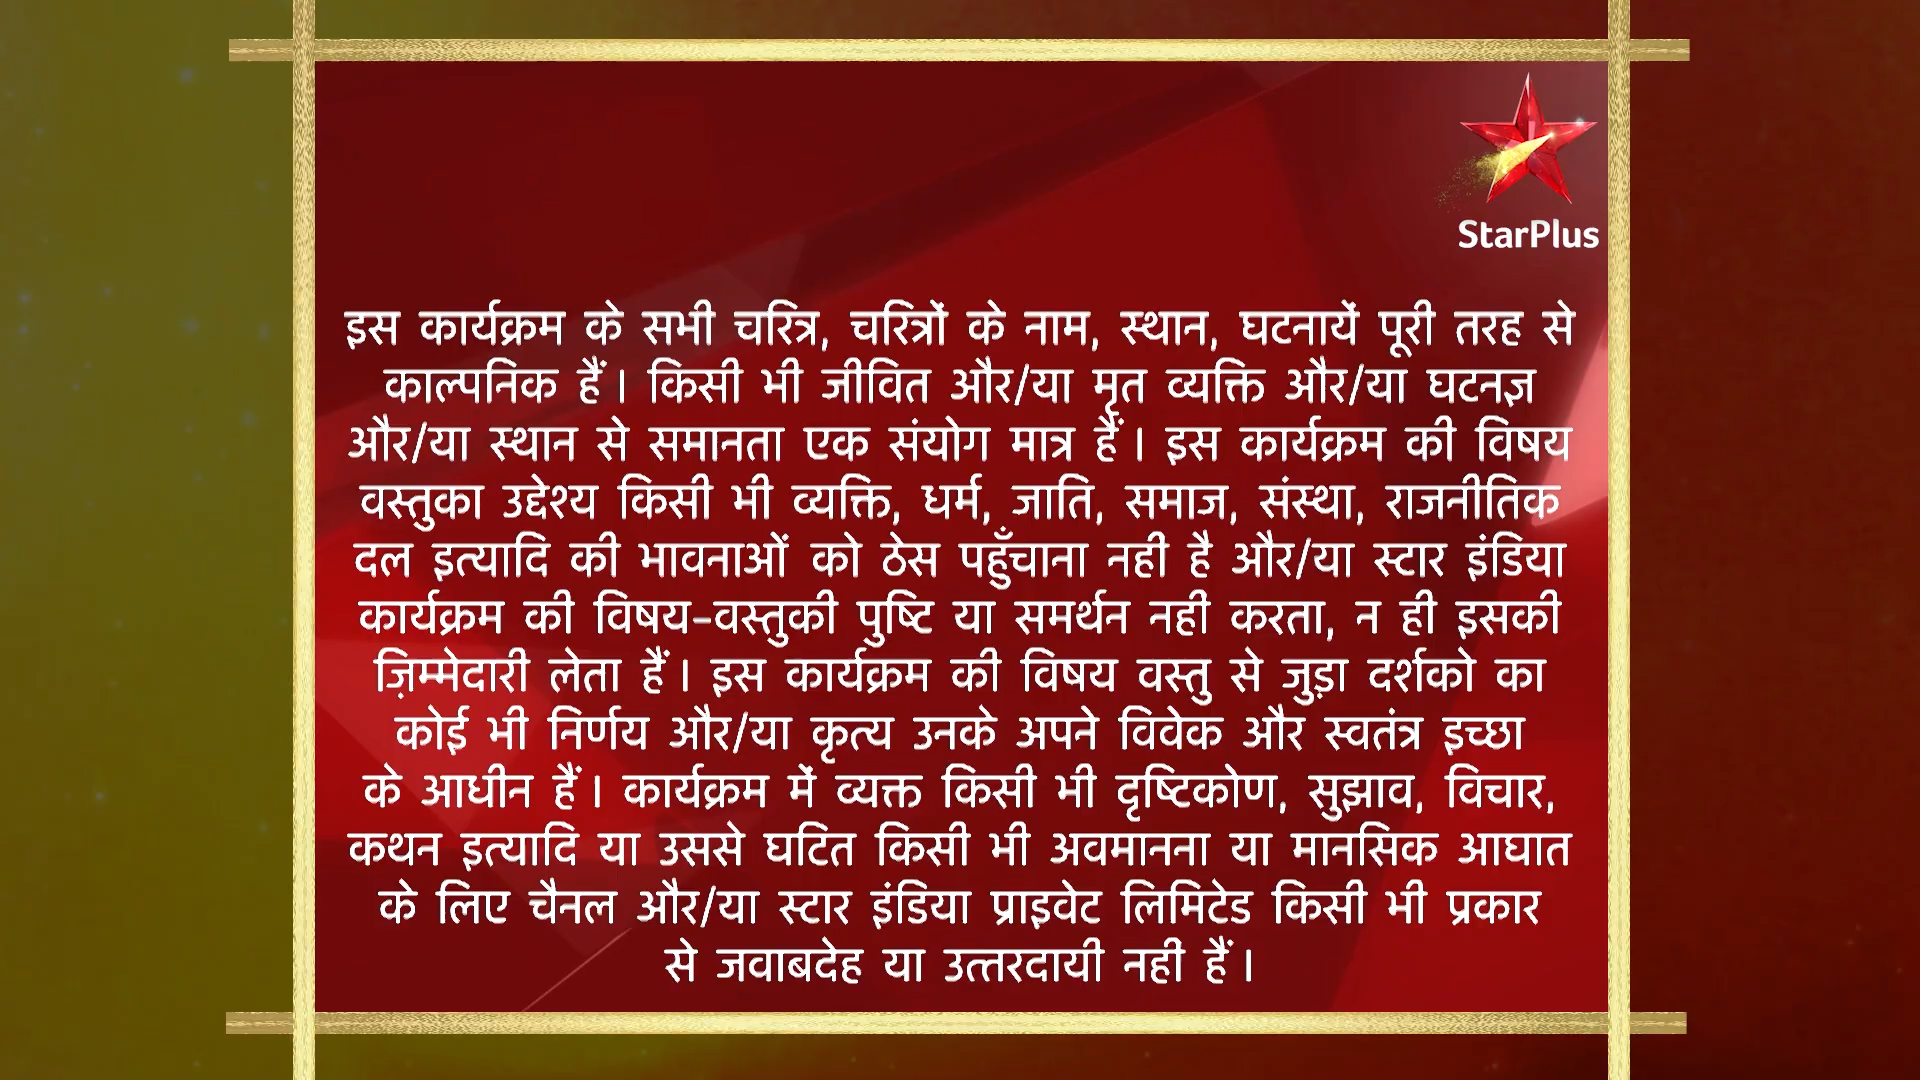 StarPlus
इस कार्यक्रम के सभी चरित्र, चरित्रों के नाम, स्थान, घटनायें पूरी तरह से
काल्पनिक हैं। किसी भी जीवित और/या मृत व्यक्ति और/या घटनज्ञ
और/या स्थान से समानता एक संयोग मात्र हैं। इस कार्यक्रम की विषय
वस्तुका उद्देश्य किसी भी व्यक्ति, धर्म, जाति, समाज, संस्था, राजनीतिक
दल इत्यादि की भावनाओं को ठेस पहुँचाना नही है और/या स्टार इंडिया
कार्यक्रम की विषय-वस्तुकी पुष्टि या समर्थन नही करता, न ही इसकी
ज़िम्मेदारी लेता हैं। इस कार्यक्रम की विषय वस्तु से जुड़ा दर्शको का
कोई भी निर्णय और/या कृत्य उनके अपने विवेक और स्वतंत्र इच्छा
के आधीन हैं। कार्यक्रम में व्यक्त किसी भी दृष्टिकोण, सुझाव, विचार,
कथन इत्यादि या उससे घटित किसी भी अवमानना या मानसिक आघात
के लिए चैनल और/या स्टार इंडिया प्राइवेट लिमिटेड किसी भी प्रकार
से जवाबदेह या उत्तरदायी नही हैं।